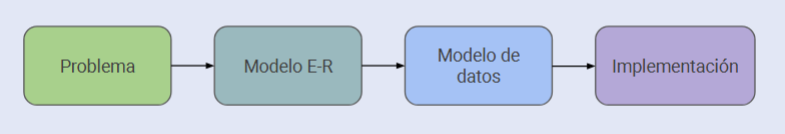 Problema
Modelo E-R
Modelo de
datos
Implementación